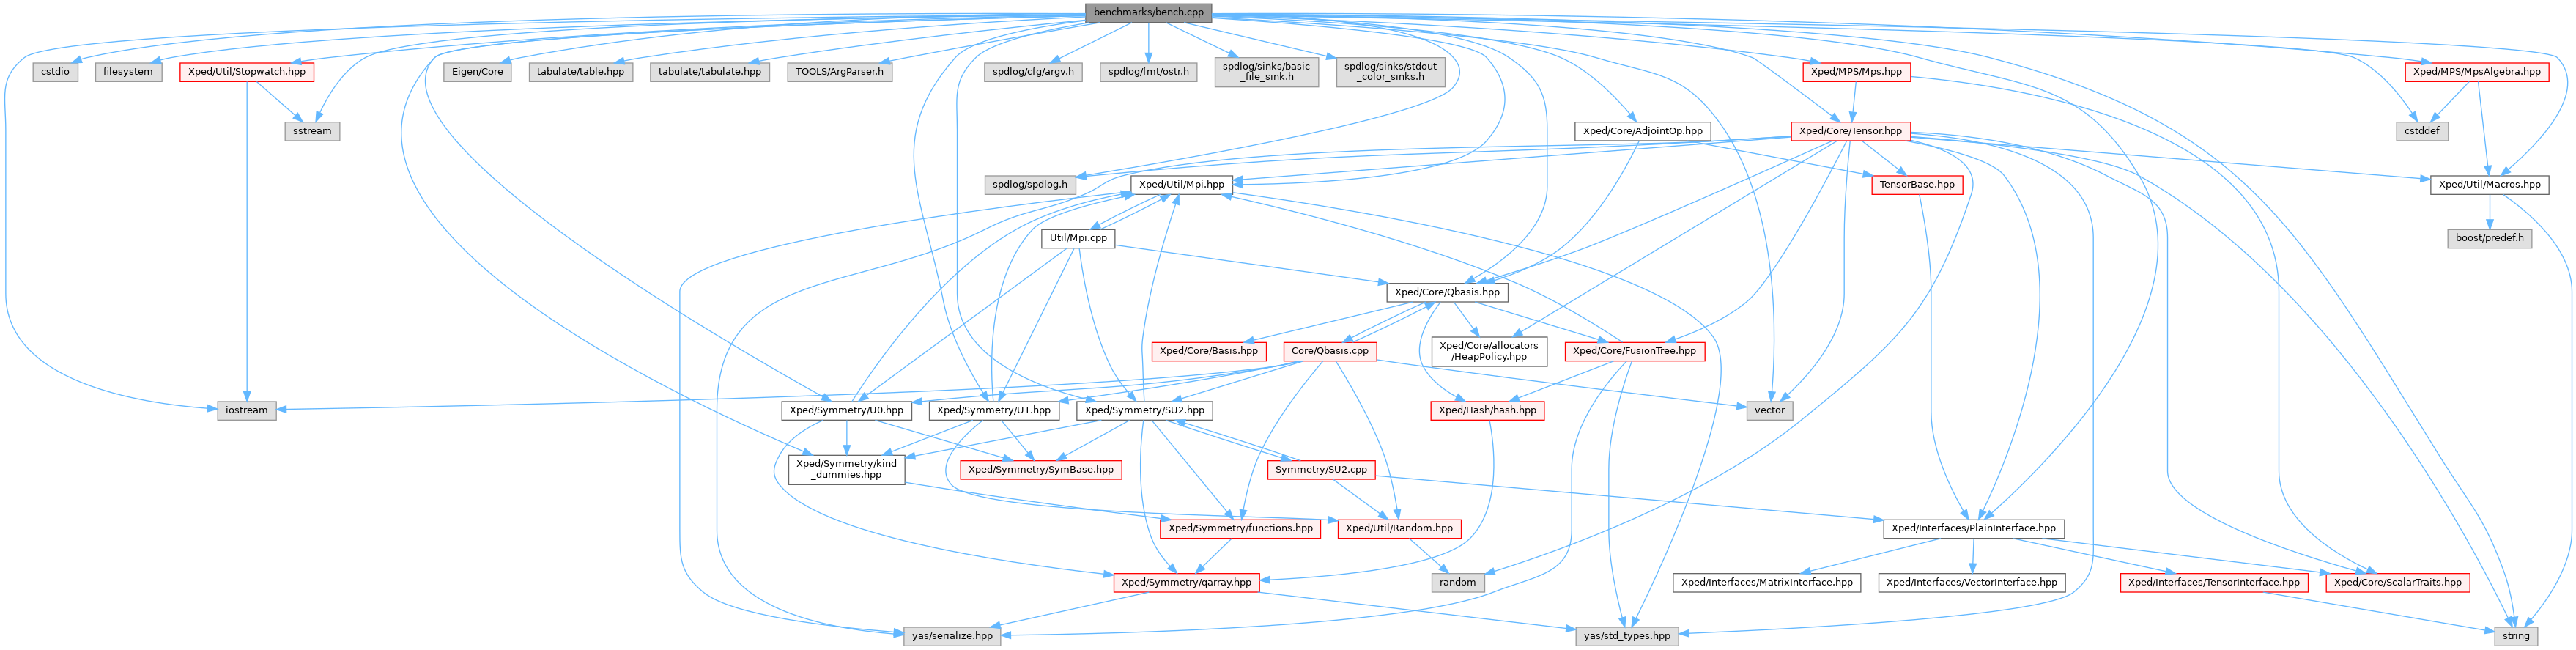 benchmarks/bench.cpp
cstdio
filesystem
Xped/Util/Stopwatch.hpp
Eigen/Core
tabulate/table.hpp
tabulate/tabulate.hpp
TOOLS/ArgParser.h
spdlog/cfg/argv.h
spdlog/fmt/ostr.h
spdlog/sinks/basic
_file_sink.h
spdlog/sinks/stdout
_color_sinks.h
Xped/MPS/Mps.hpp
Xped/MPS/MpsAlgebra.hpp
sstream
Xped/Core/AdjointOp.hpp
Xped/Core/Tensor.hpp
cstddef
spdlog/spdlog.h
Xped/Util/Mpi.hpp
TensorBase.hpp
Xped/Util/Macros.hpp
Util/Mpi.cpp
boost/predef.h
Xped/Core/Qbasis.hpp
Xped/Core/Basis.hpp
Core/Qbasis.cpp
Xped/Core/allocators
/HeapPolicy.hpp
Xped/Core/FusionTree.hpp
iostream
Xped/Symmetry/U0.hpp
Xped/Symmetry/U1.hpp
Xped/Symmetry/SU2.hpp
Xped/Hash/hash.hpp
vector
Xped/Symmetry/kind
_dummies.hpp
Xped/Symmetry/SymBase.hpp
Symmetry/SU2.cpp
Xped/Symmetry/functions.hpp
Xped/Util/Random.hpp
Xped/Interfaces/PlainInterface.hpp
Xped/Symmetry/qarray.hpp
random
Xped/Interfaces/MatrixInterface.hpp
Xped/Interfaces/VectorInterface.hpp
Xped/Interfaces/TensorInterface.hpp
Xped/Core/ScalarTraits.hpp
yas/serialize.hpp
yas/std_types.hpp
string